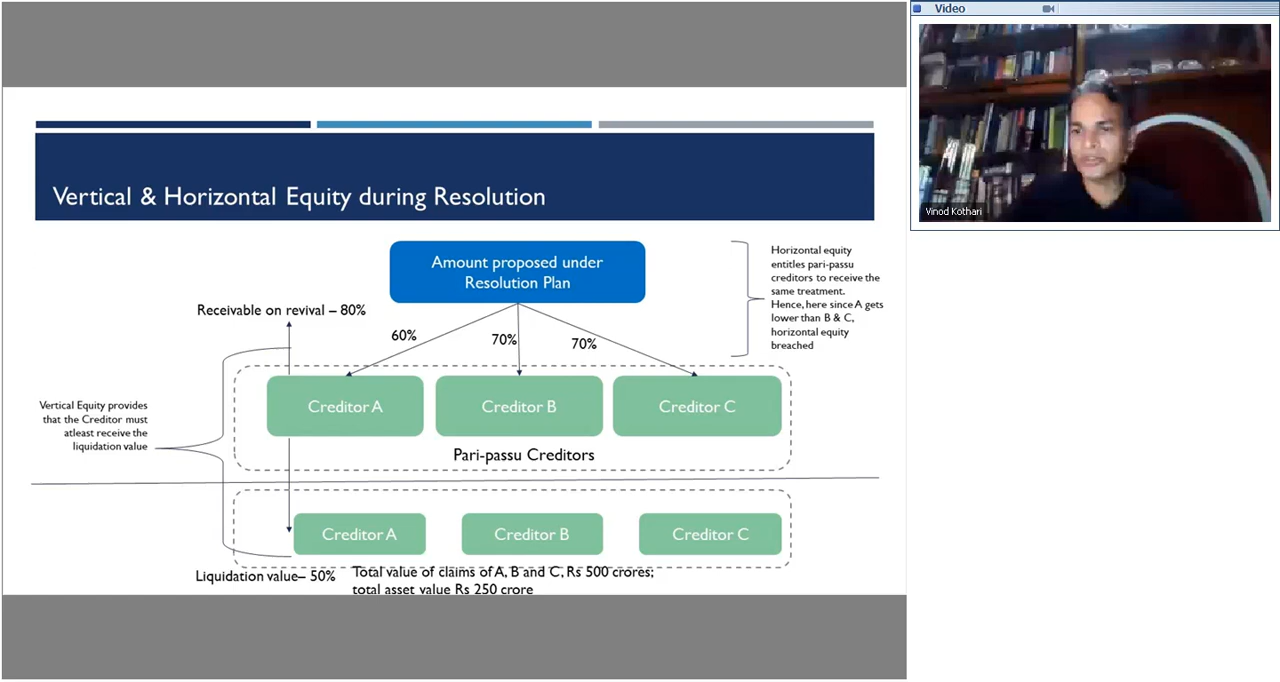 Video
Vinod Kothari
Vertical & Horizontal Equity during Resolution
Amount proposed under
Resolution Plan
Horizontal equity
entitles pari-passu
creditors to receive the
same treatment.
Hence, here since A gets
lower than B & C,
horizontal equity
breached
Receivable on revival – 80%
60%
70%
70%
Creditor A
Creditor B
Creditor C
Vertical Equity provides
that the Creditor must
atleast receive the
liquidation value
Pari-passu Creditors
Creditor A
Creditor B
Creditor C
Liquidation value– 50%
Total value of claims of A, B and C, Rs 500 crores;
total asset value Rs 250 crore